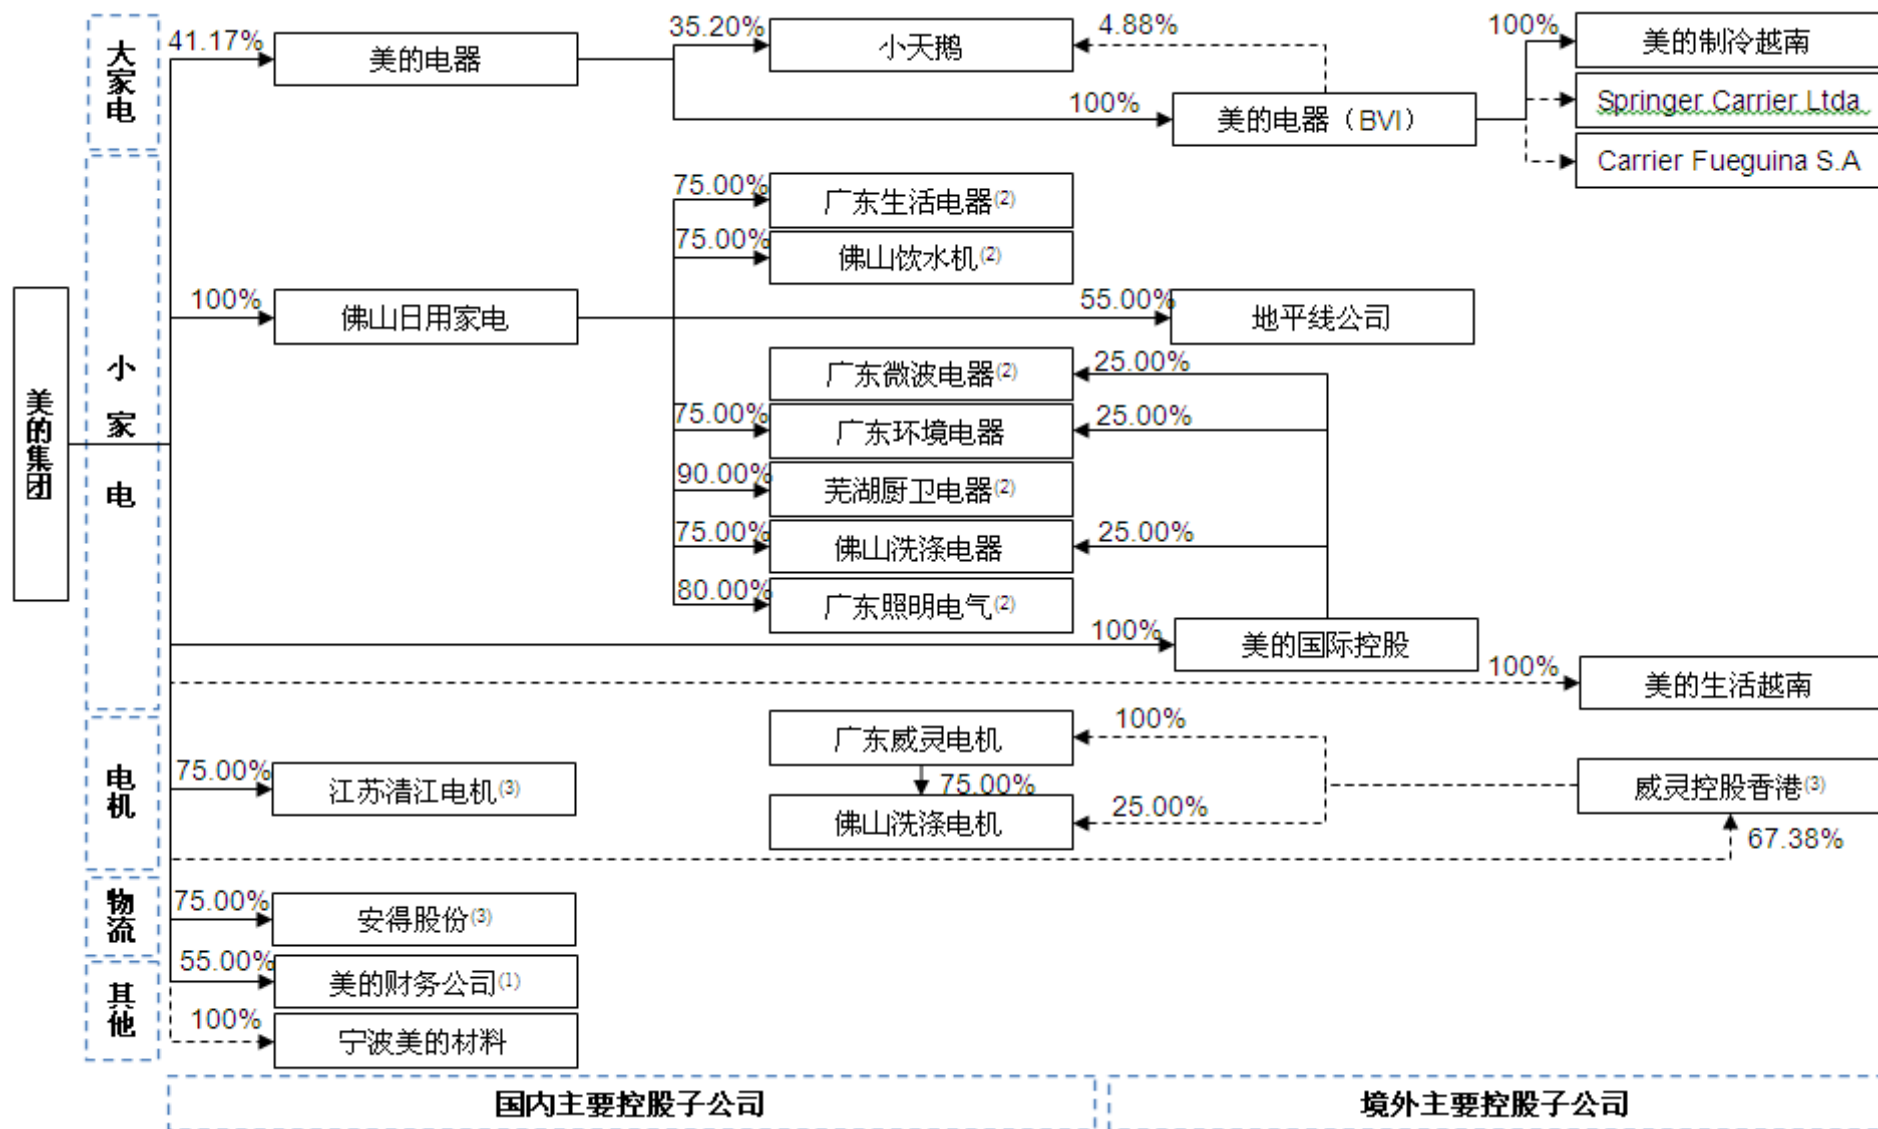 大家电
41.17%
美的电器
35.20%
小天鹅
4.88%
100%
美的制冷越南
100%
美的电器（BVI）
Springer Carrier Ltda
Carrier Fueguina S.A
小家电
75.00%
广东生活电器(2)
75.00%
佛山饮水机(2)
100%
佛山日用家电
55.00%
地平线公司
广东微波电器(2)
25.00%
美的集团
75.00%
广东环境电器
25.00%
90.00%
芜湖厨卫电器(2)
75.00%
佛山洗涤电器
25.00%
80.00%
广东照明电气(2)
100%
美的国际控股
100%
美的生活越南
电机
广东威灵电机
100%
75.00%
江苏清江电机(3)
75.00%
佛山洗涤电机
25.00%
威灵控股香港(3)
67.38%
物流
75.00%
安得股份(3)
其他
55.00%
美的财务公司(1)
100%
宁波美的材料
国内主要控股子公司
境外主要控股子公司